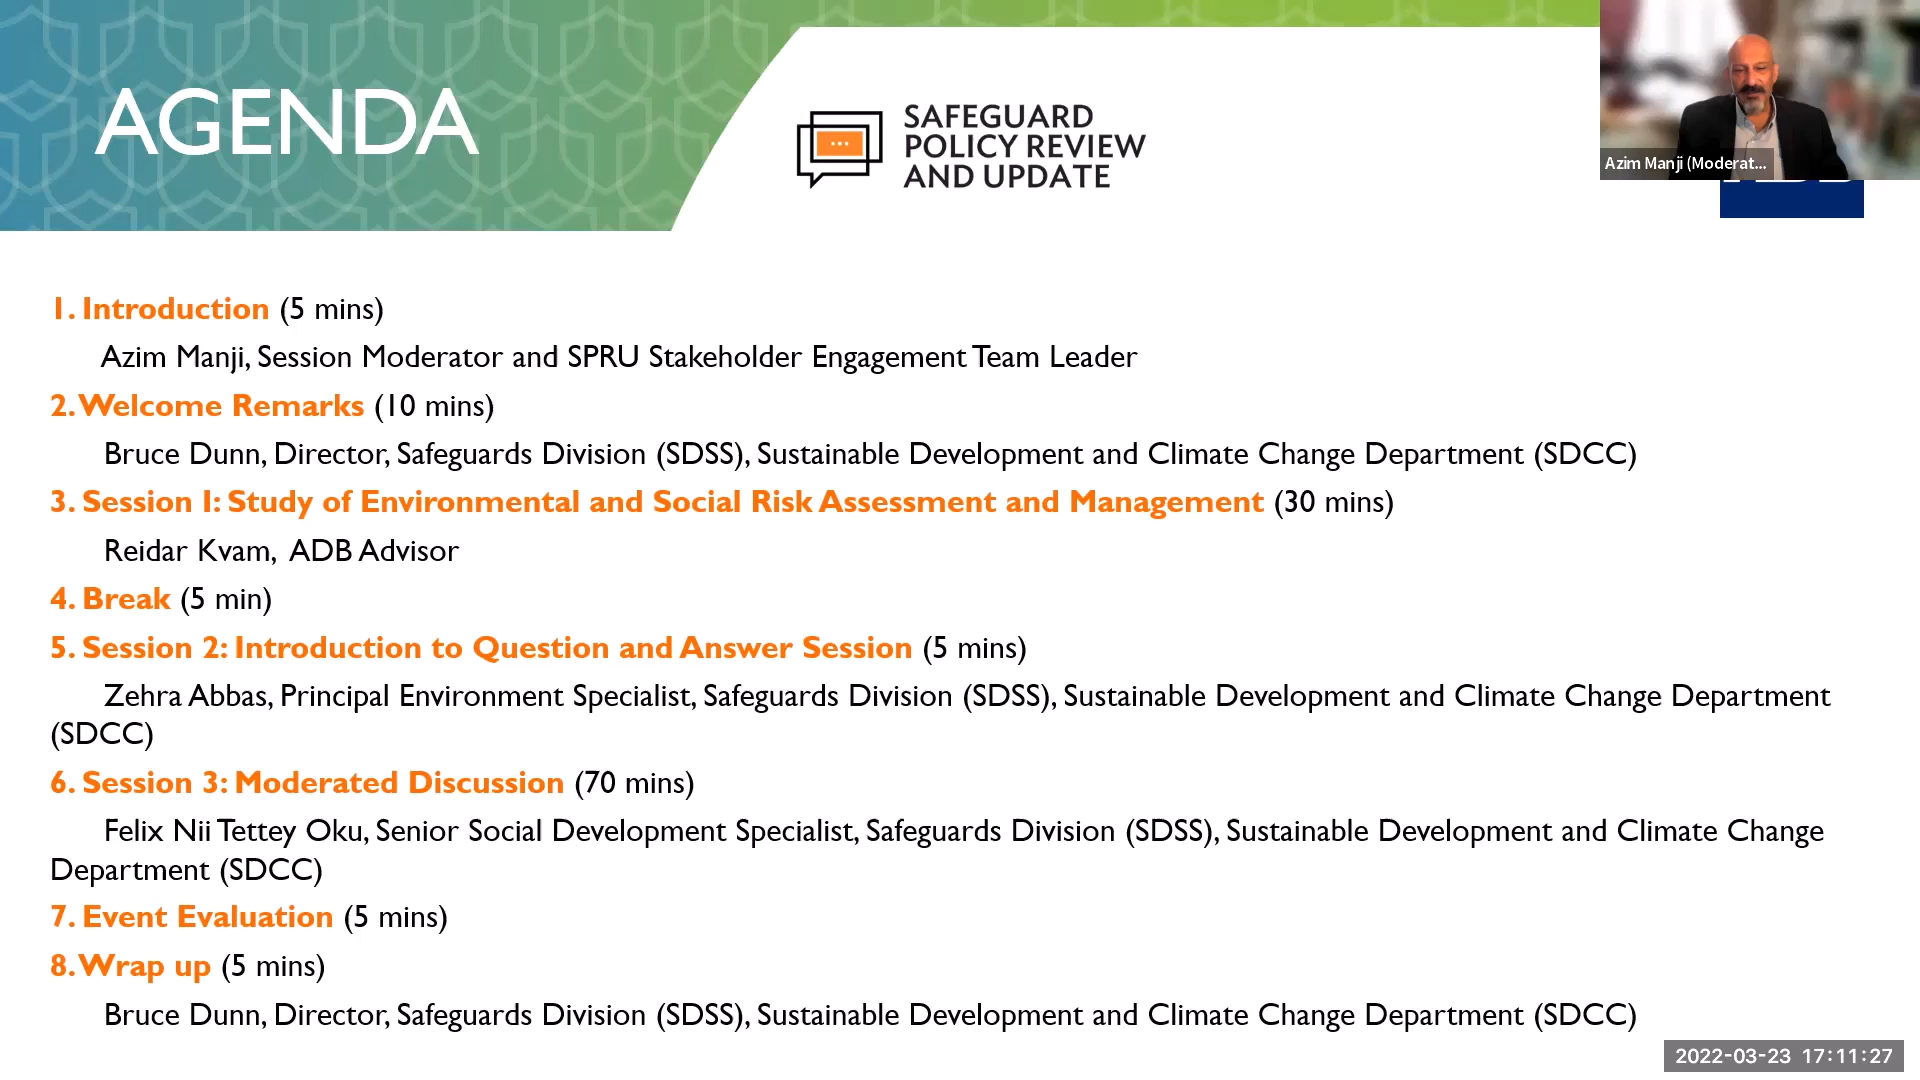 AGENDA
SAFEGUARD
POLICY REVIEW
AND UPDATE
Azim Manji (Moderat...
1. Introduction (5 mins)
Azim Manji, Session Moderator and SPRU Stakeholder Engagement Team Leader
2. Welcome Remarks (10 mins)
Bruce Dunn, Director, Safeguards Division (SDSS), Sustainable Development and Climate Change Department (SDCC)
3. Session 1: Study of Environmental and Social Risk Assessment and Management (30 mins)
Reidar Kvam, ADB Advisor
4. Break (5 min)
5. Session 2: Introduction to Question and Answer Session (5 mins)
Zehra Abbas, Principal Environment Specialist, Safeguards Division (SDSS), Sustainable Development and Climate Change Department
(SDCC)
6. Session 3: Moderated Discussion (70 mins)
Felix Nii Tettey Oku, Senior Social Development Specialist, Safeguards Division (SDSS), Sustainable Development and Climate Change
Department (SDCC)
7. Event Evaluation (5 mins)
8. Wrap up (5 mins)
Bruce Dunn, Director, Safeguards Division (SDSS), Sustainable Development and Climate Change Department (SDCC)
2022-03-23 17:11:27